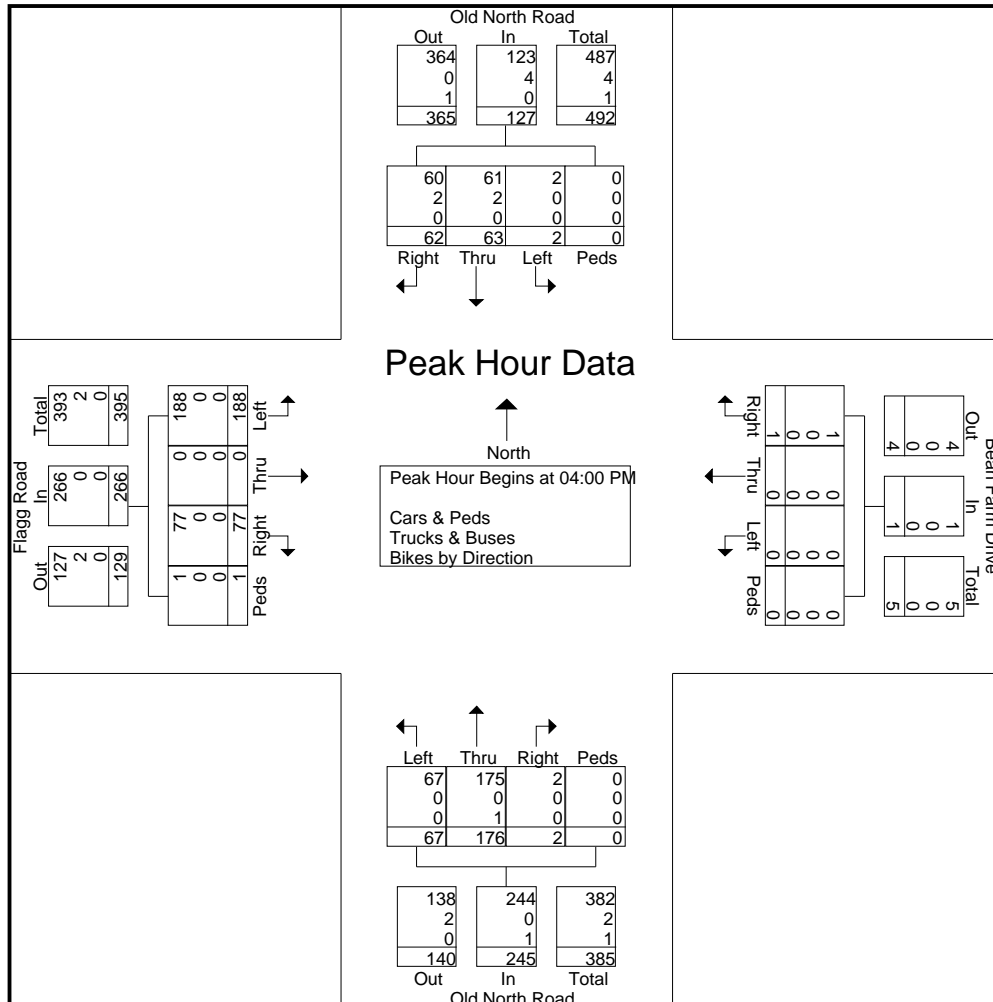 Old North Road
Out In Total
364 123 487
0 4 4
1 0 1
365 127 492
60 61 2 0
2 2 0 0
0 0 0 0
62 63 2 0
Right Thru Left Peds
Peak Hour Data
North
Peak Hour Begins at 04:00 PM
Cars & Peds
Trucks & Buses
Bikes by Direction
Flagg Road
Total In Out
393 266 127
2 0 2
0 0 0
395 266 129
188 0 77 1
0 0 0 0
0 0 0 0
188 0 77 1
Left Thru Right Peds
Right Thru Left Peds
1 0 0 0
0 0 0 0
0 0 0 0
1 0 0 0
Out In Total
4 1 5
0 0 0
0 0 0
4 1 5
Bean Farm Drive
Left Thru Right Peds
67 175 2 0
0 0 0 0
0 1 0 0
67 176 2 0
138 244 382
2 0 2
0 1 1
140 245 385
Out In Total
Old North Road